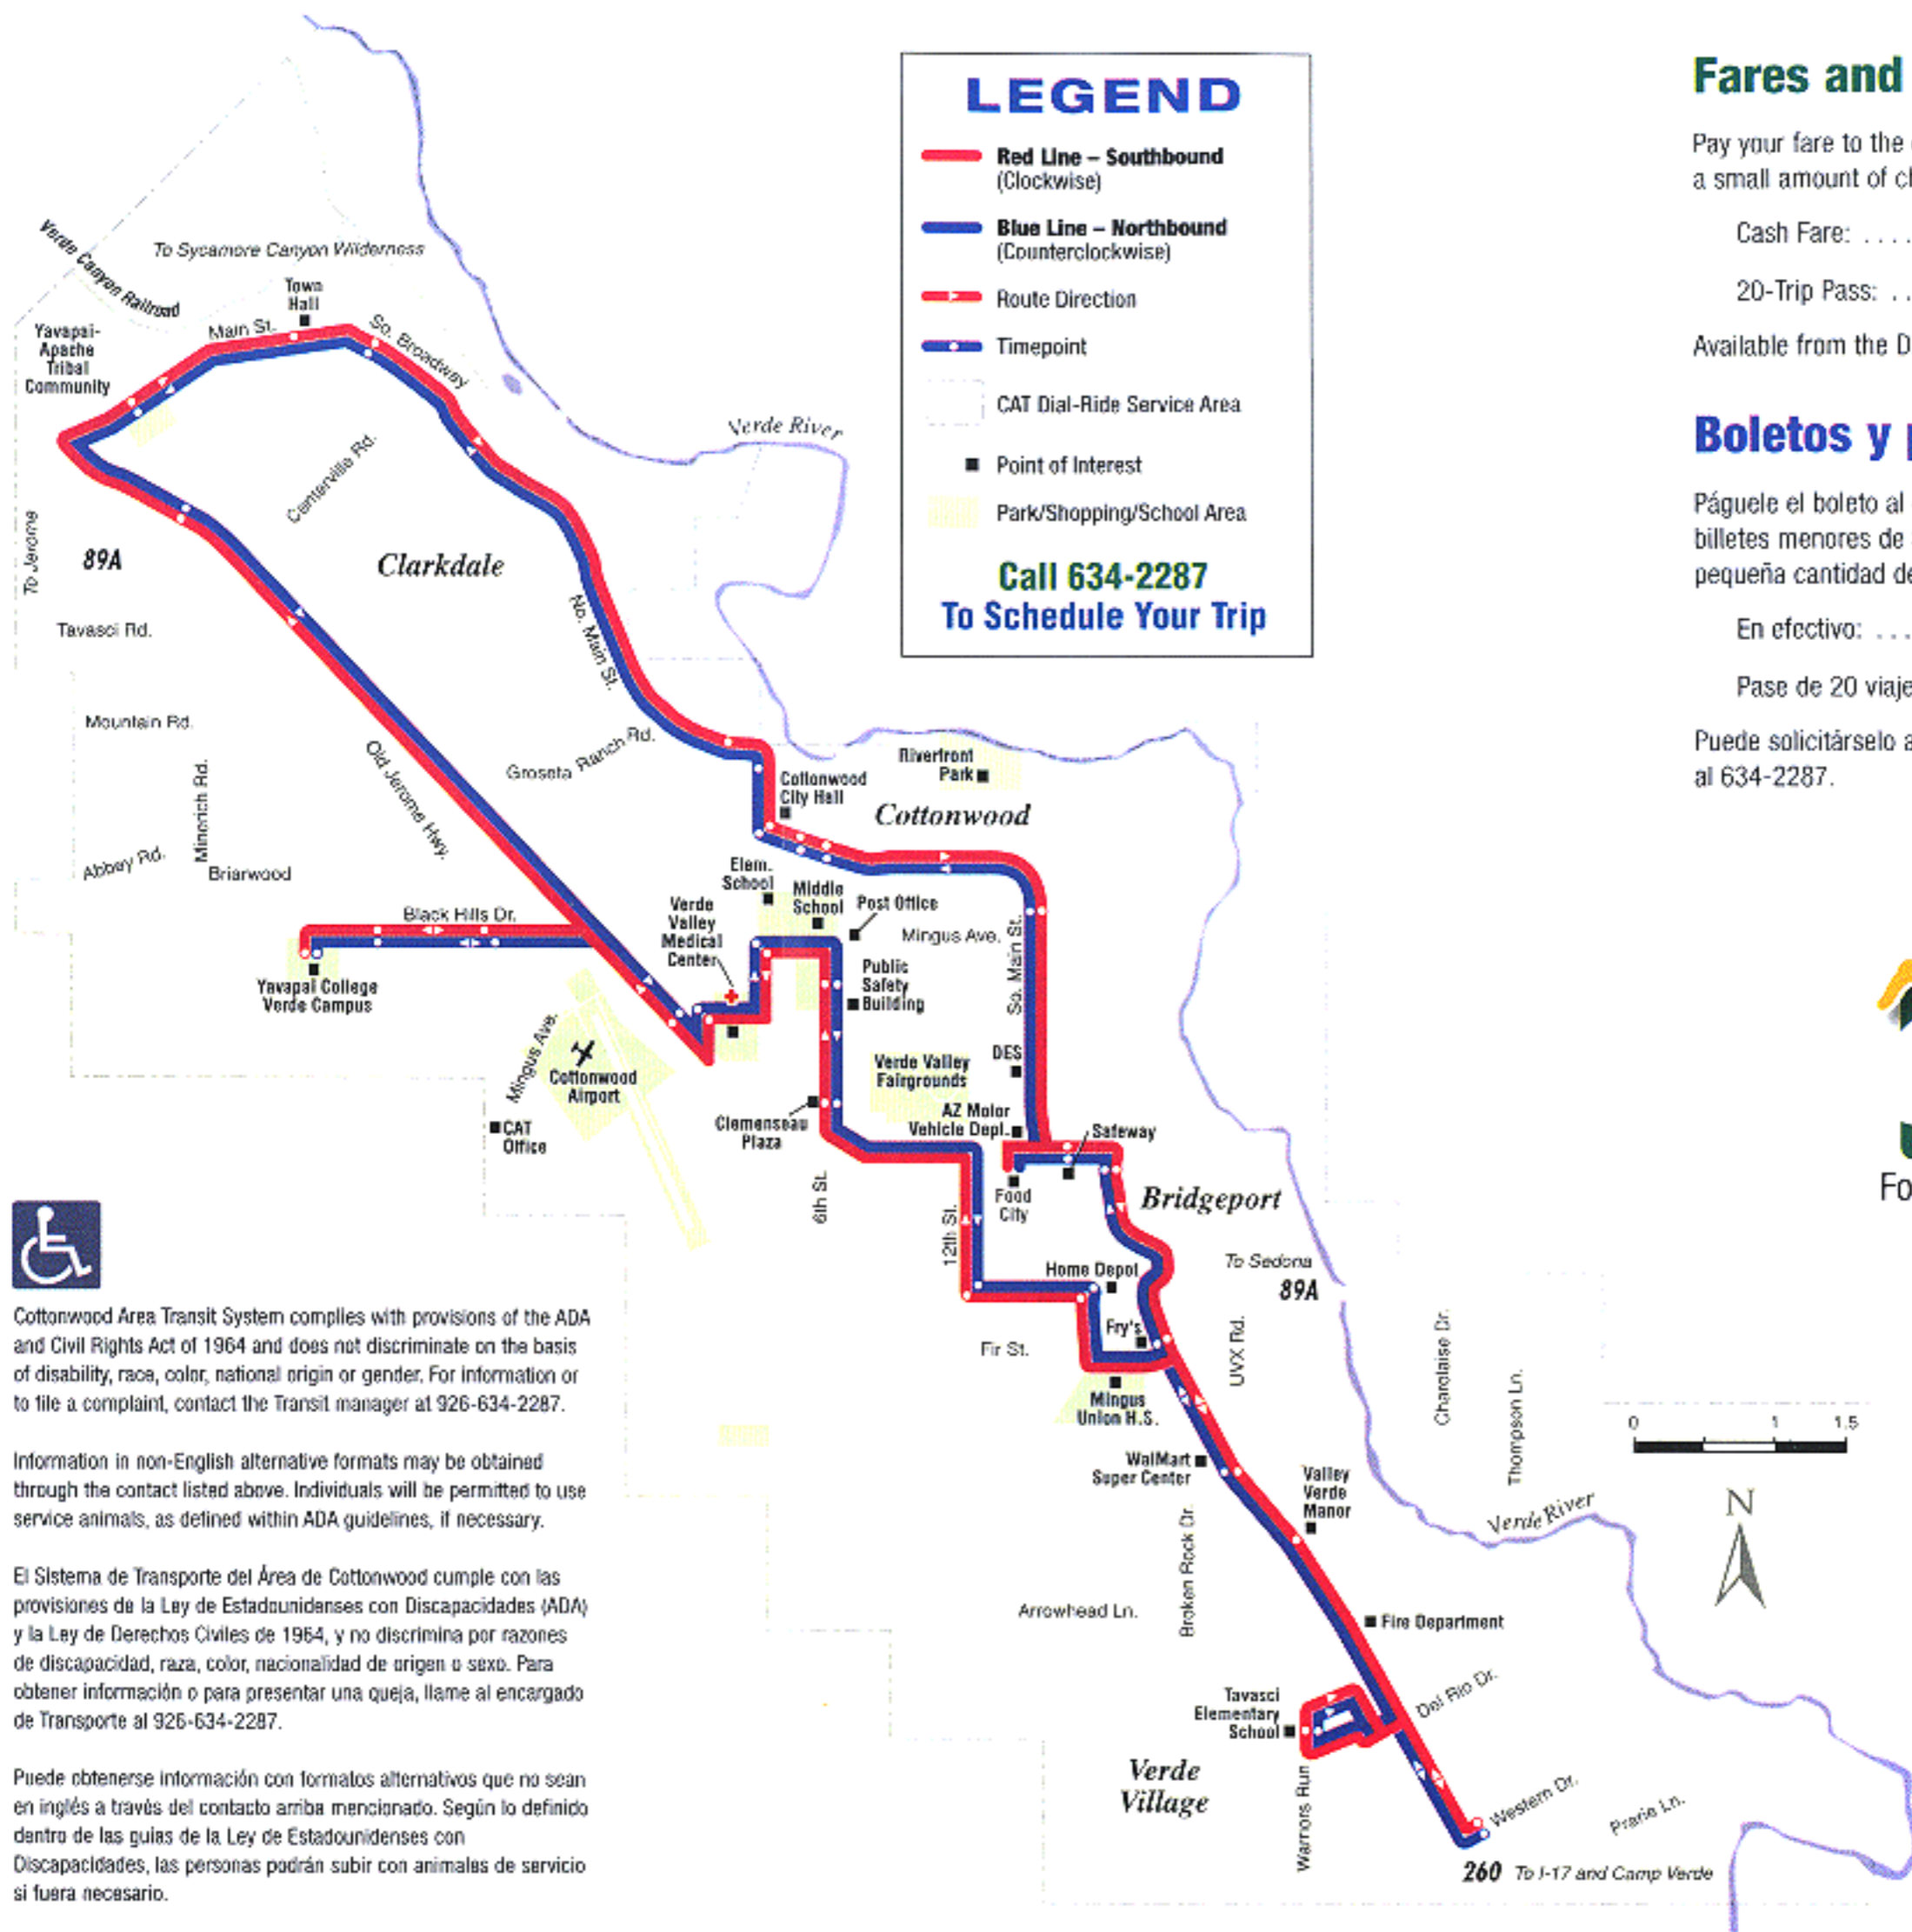 LEGEND
Red Line – Southbound
(Clockwise)
Blue Line – Northbound
(Counterclockwise)
Route Direction
Timepoint
CAT Dial-Ride Service Area
Point of Interest
Park/Shopping/School Area
Call 634-2287
To Schedule Your Trip
Fares and
Pay your fare to the
a small amount of
Cash Fare: ....
20-Trip Pass: ..
Available from the D
Boletos y
Páguele el boleto al
billetes menores de
pequeña cantidad de
En efectivo: ...
Pase de 20 viaje
Puede solicitárselo a
al 634-2287.
Fo
Verde Canyon Railroad
To Sycamore Canyon Wilderness
Town
Hall
Main St.
So. Broadway
Yavapai-
Apache
Tribal
Community
Centerville Rd.
Verde River
To Jerome
89A
Clarkdale
Tavasci Rd.
No. Main St.
Mountain Rd.
Old Jerome Hwy.
Groseta Ranch Rd.
Minerich Rd.
Abbey Rd.
Briarwood
Riverfront
Park
Cottonwood
City Hall
Cottonwood
Elem.
School
Middle
School
Post Office
Verde
Valley
Medical
Center
Mingus Ave.
So. Main St.
Black Hills Dr.
Yavapai College
Verde Campus
Public
Safety
Building
Mingus Ave.
Cottonwood
Airport
CAT
Office
Verde Valley
Fairgrounds
DES
AZ Motor
Vehicle Dept.
Safeway
Clemenseau
Plaza
6th St.
12th St.
Food
City
Bridgeport
To Sedona
89A
Home Depot
Fry's
Fir St.
UVX Rd.
Mingus
Union H.S.
Charolaise Dr.
Thompson Ln.
0 1 1.5
N
WalMart
Super Center
Valley
Verde
Manor
Verde River
Broken Rock Dr.
Arrowhead Ln.
Fire Department
Del Rio Dr.
Tavasci
Elementary
School
Verde
Village
Warriors Run
Western Dr.
Prarie Ln.
260 To I-17 and Camp Verde
Cottonwood Area Transit System complies with provisions of the ADA
and Civil Rights Act of 1964 and does not discriminate on the basis
of disability, race, color, national origin or gender. For information or
to file a complaint, contact the Transit manager at 926-634-2287.
Information in non-English alternative formats may be obtained
through the contact listed above. Individuals will be permitted to use
service animals, as defined within ADA guidelines, if necessary.
El Sistema de Transporte del Área de Cottonwood cumple con las
provisiones de la Ley de Estadounidenses con Discapacidades (ADA)
y la Ley de Derechos Civiles de 1964, y no discrimina por razones
de discapacidad, raza, color, nacionalidad de origen o sexo. Para
obtener información o para presentar una queja, llame al encargado
de Transporte al 926-634-2287.
Puede obtenerse información con formatos alternativos que no sean
en inglés a través del contacto arriba mencionado. Según lo definido
dentro de las guías de la Ley de Estadounidenses con
Discapacidades, las personas podrán subir con animales de servicio
si fuera necesario.